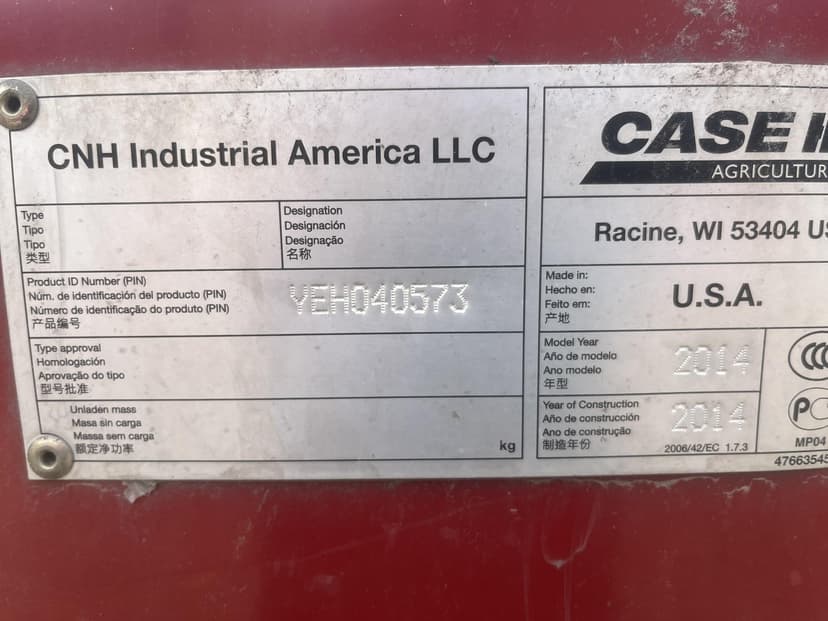 CNH Industrial America LLC
Type
Tipo
Tipo
类型
Designation
Designación
Designação
名称
Product ID Number (PIN)
Núm. de identificación del producto (PIN)
Número de identificação do produto (PIN)
产品编号
YEH040573
Type approval
Homologación
Aprovação do tipo
型号批准
Unladen mass
Masa sin carga
Massa sem carga
额定净功率
kg
CASE
AGRICULTUR
Racine, WI 53404 US
Made in:
Hecho en:
Feito em:
产地
U.S.A.
Model Year
Año de modelo
Ano modelo
年型
2014
Year of Construction
Año de construcción
Ano de construção
制造年份
2014
2006/42/EC 1.7.3
MP04
47663545